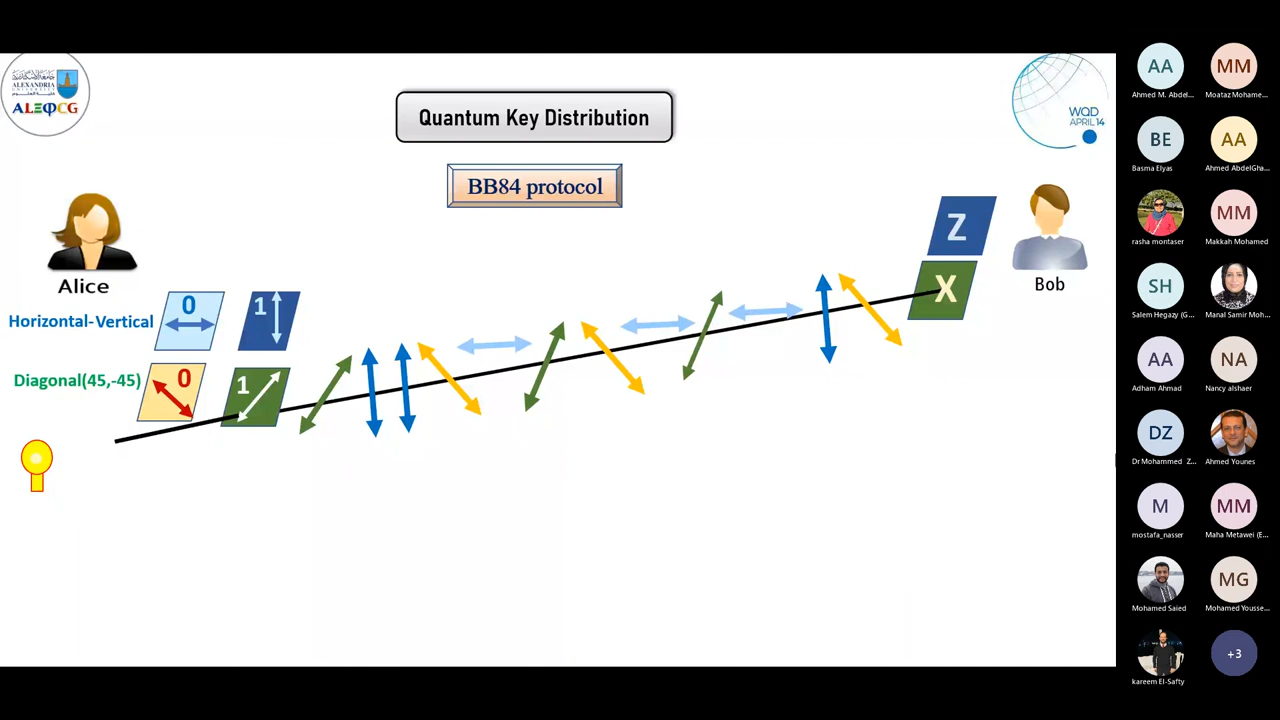 ALEXANDRIA
UNIVERSITY
ALEΦCG
Quantum Key Distribution
BB84 protocol
WQD
APRIL 14
Alice
Bob
Z
X
Horizontal-Vertical
0
1
Diagonal(45,-45)
0
1
AA
Ahmed M. Abdel...
MM
Moataz Mohame...
BE
Basma Elyas
AA
Ahmed AbdelGha...
rasha montaser
MM
Makkah Mohamed
SH
Salem Hegazy (G...
Manal Samir Moh...
AA
Adham Ahmad
NA
Nancy alshaer
DZ
Dr Mohammed Z...
Ahmed Younes
M
mostafa_nasser
MM
Maha Metawei (E...
Mohamed Saied
MG
Mohamed Yousse...
kareem El-Safty
+3